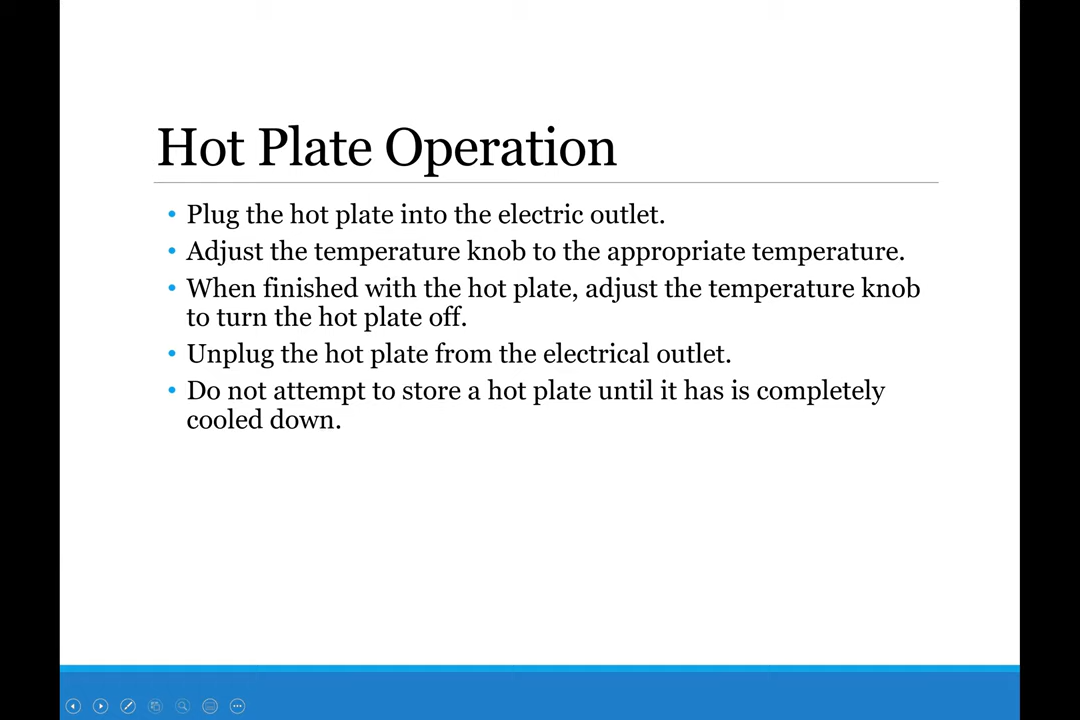 Hot Plate Operation
• Plug the hot plate into the electric outlet.
• Adjust the temperature knob to the appropriate temperature.
• When finished with the hot plate, adjust the temperature knob
to turn the hot plate off.
• Unplug the hot plate from the electrical outlet.
• Do not attempt to store a hot plate until it has is completely
cooled down.